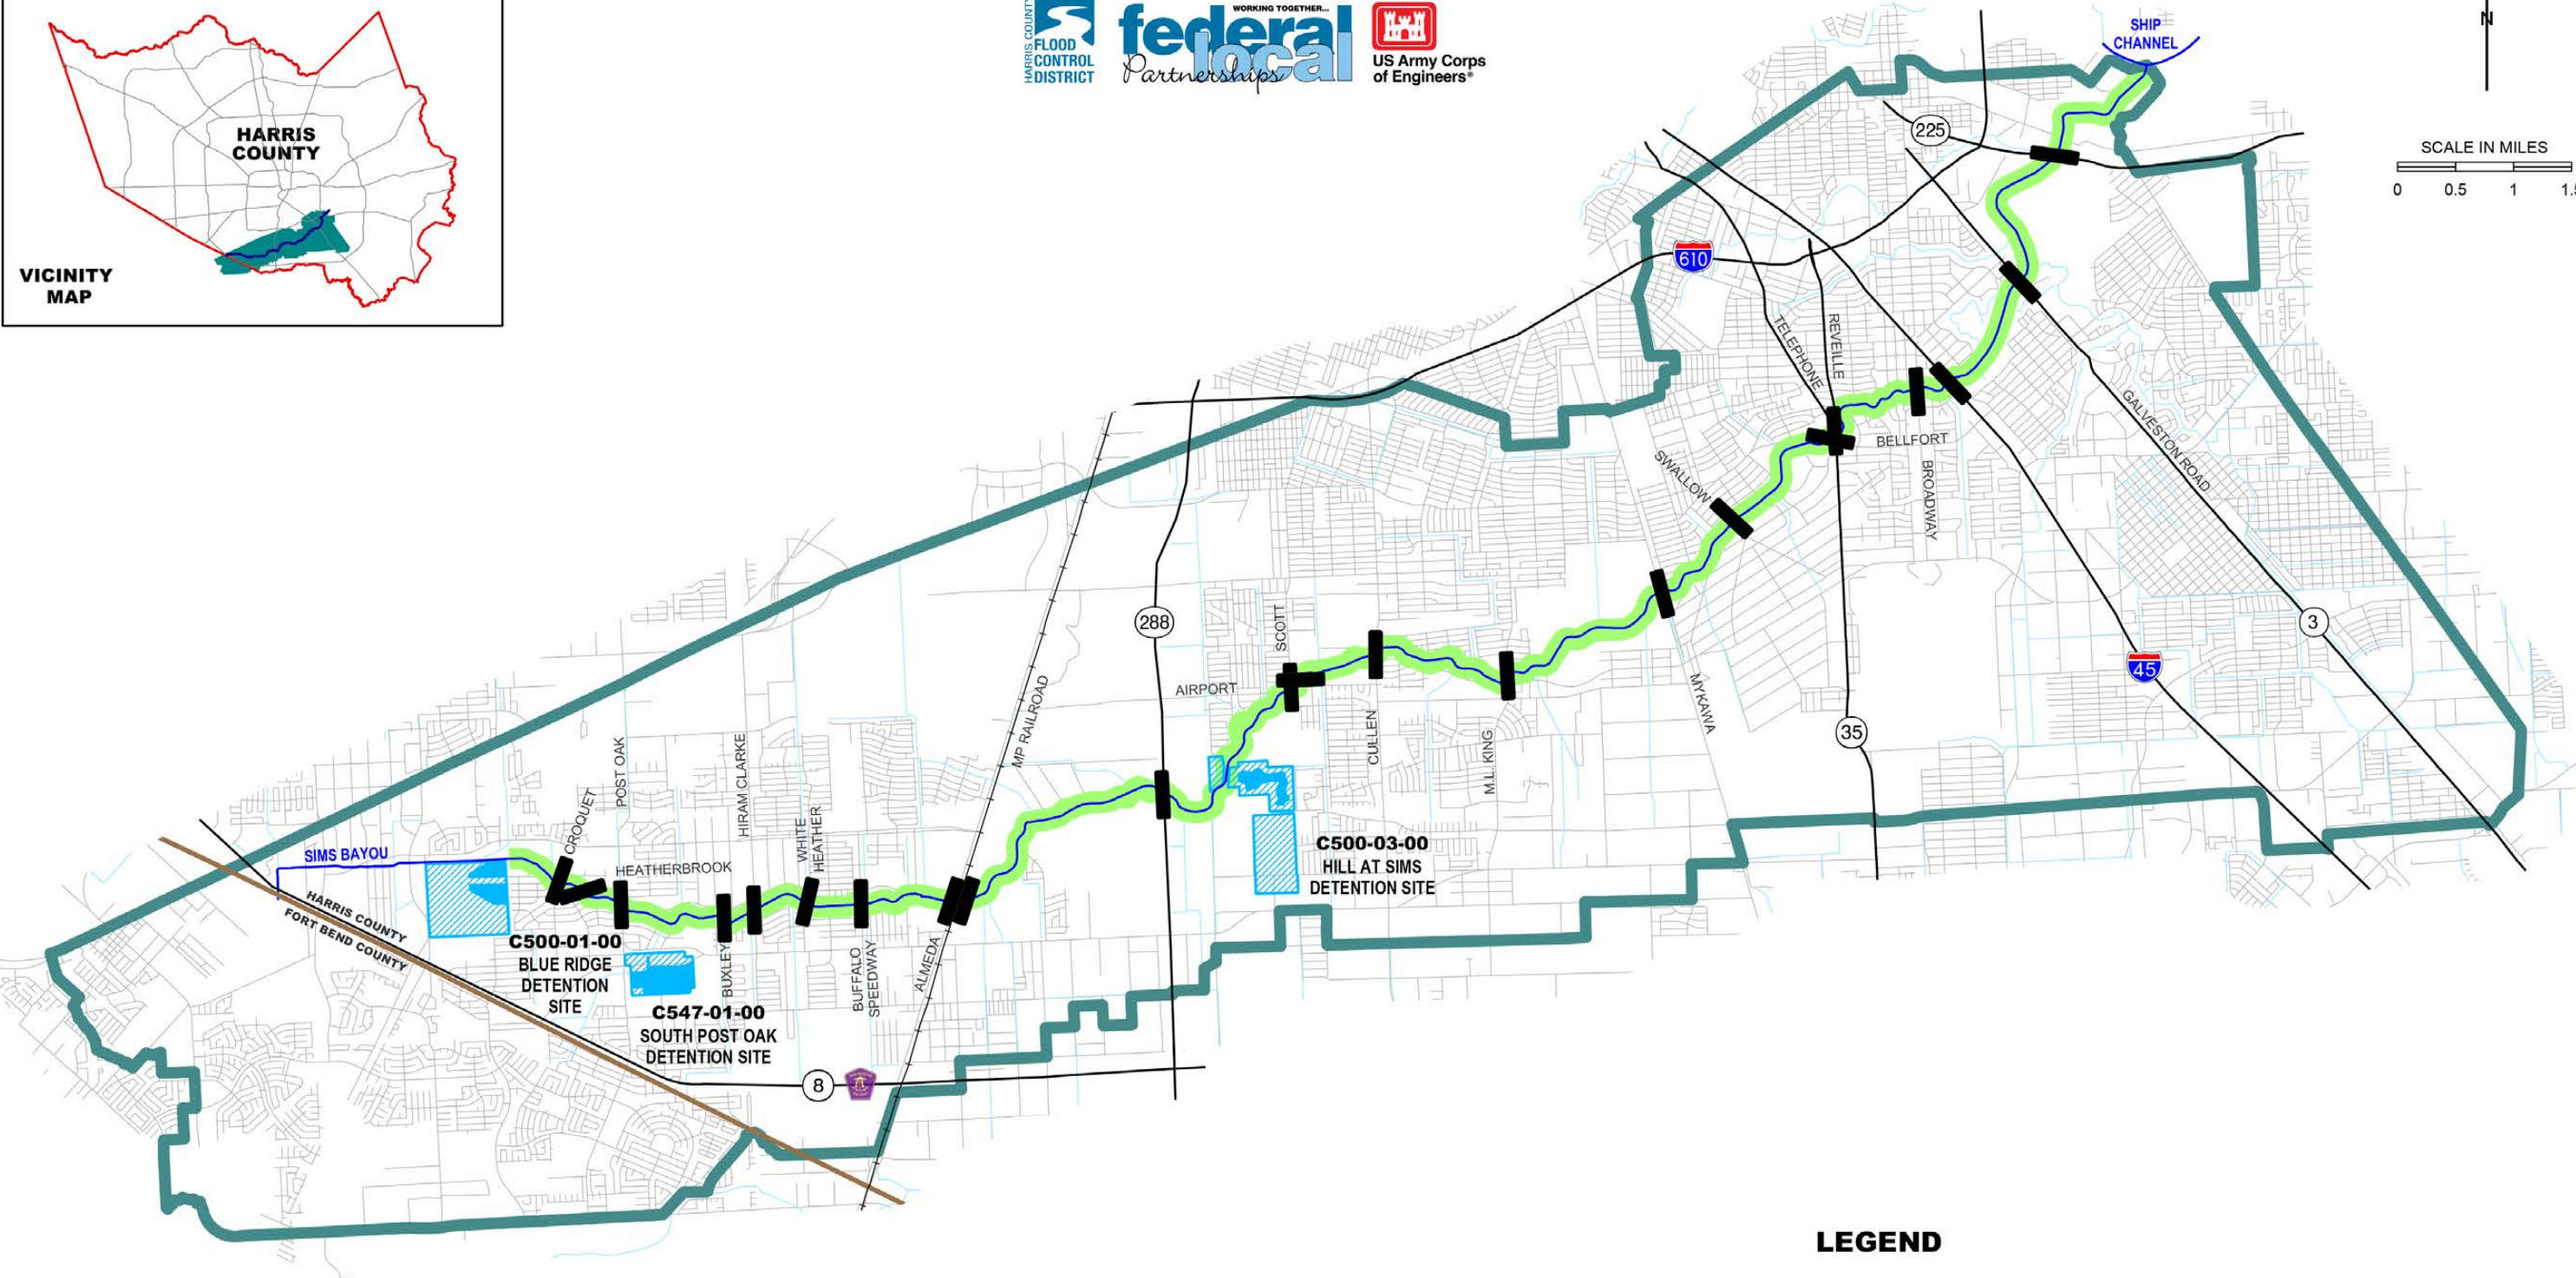 HARRIS
COUNTY
VICINITY
MAP
HARRIS COUNTY
FLOOD
CONTROL
DISTRICT
WORKING TOGETHER...
federal
local
Partnerships
US Army Corps
of Engineers®
SHIP
CHANNEL
N
SCALE IN MILES
0 0.5 1 1.5
225
610
TELEPHONE
REVEILLE
GALVESTON ROAD
BELLFORT
BROADWAY
SWALLOW
288
SCOTT
3
45
AIRPORT
MP RAILROAD
MYKAWA
CULLEN
M.L. KING
35
POST OAK
HIRAM CLARKE
CROQUET
WHITE
HEATHER
SIMS BAYOU
HEATHERBROOK
C500-03-00
HILL AT SIMS
DETENTION SITE
HARRIS COUNTY
FORT BEND COUNTY
C500-01-00
BLUE RIDGE
DETENTION
SITE
BUXLEY
BUFFALO
SPEEDWAY
ALMEDA
C547-01-00
SOUTH POST OAK
DETENTION SITE
8
LEGEND